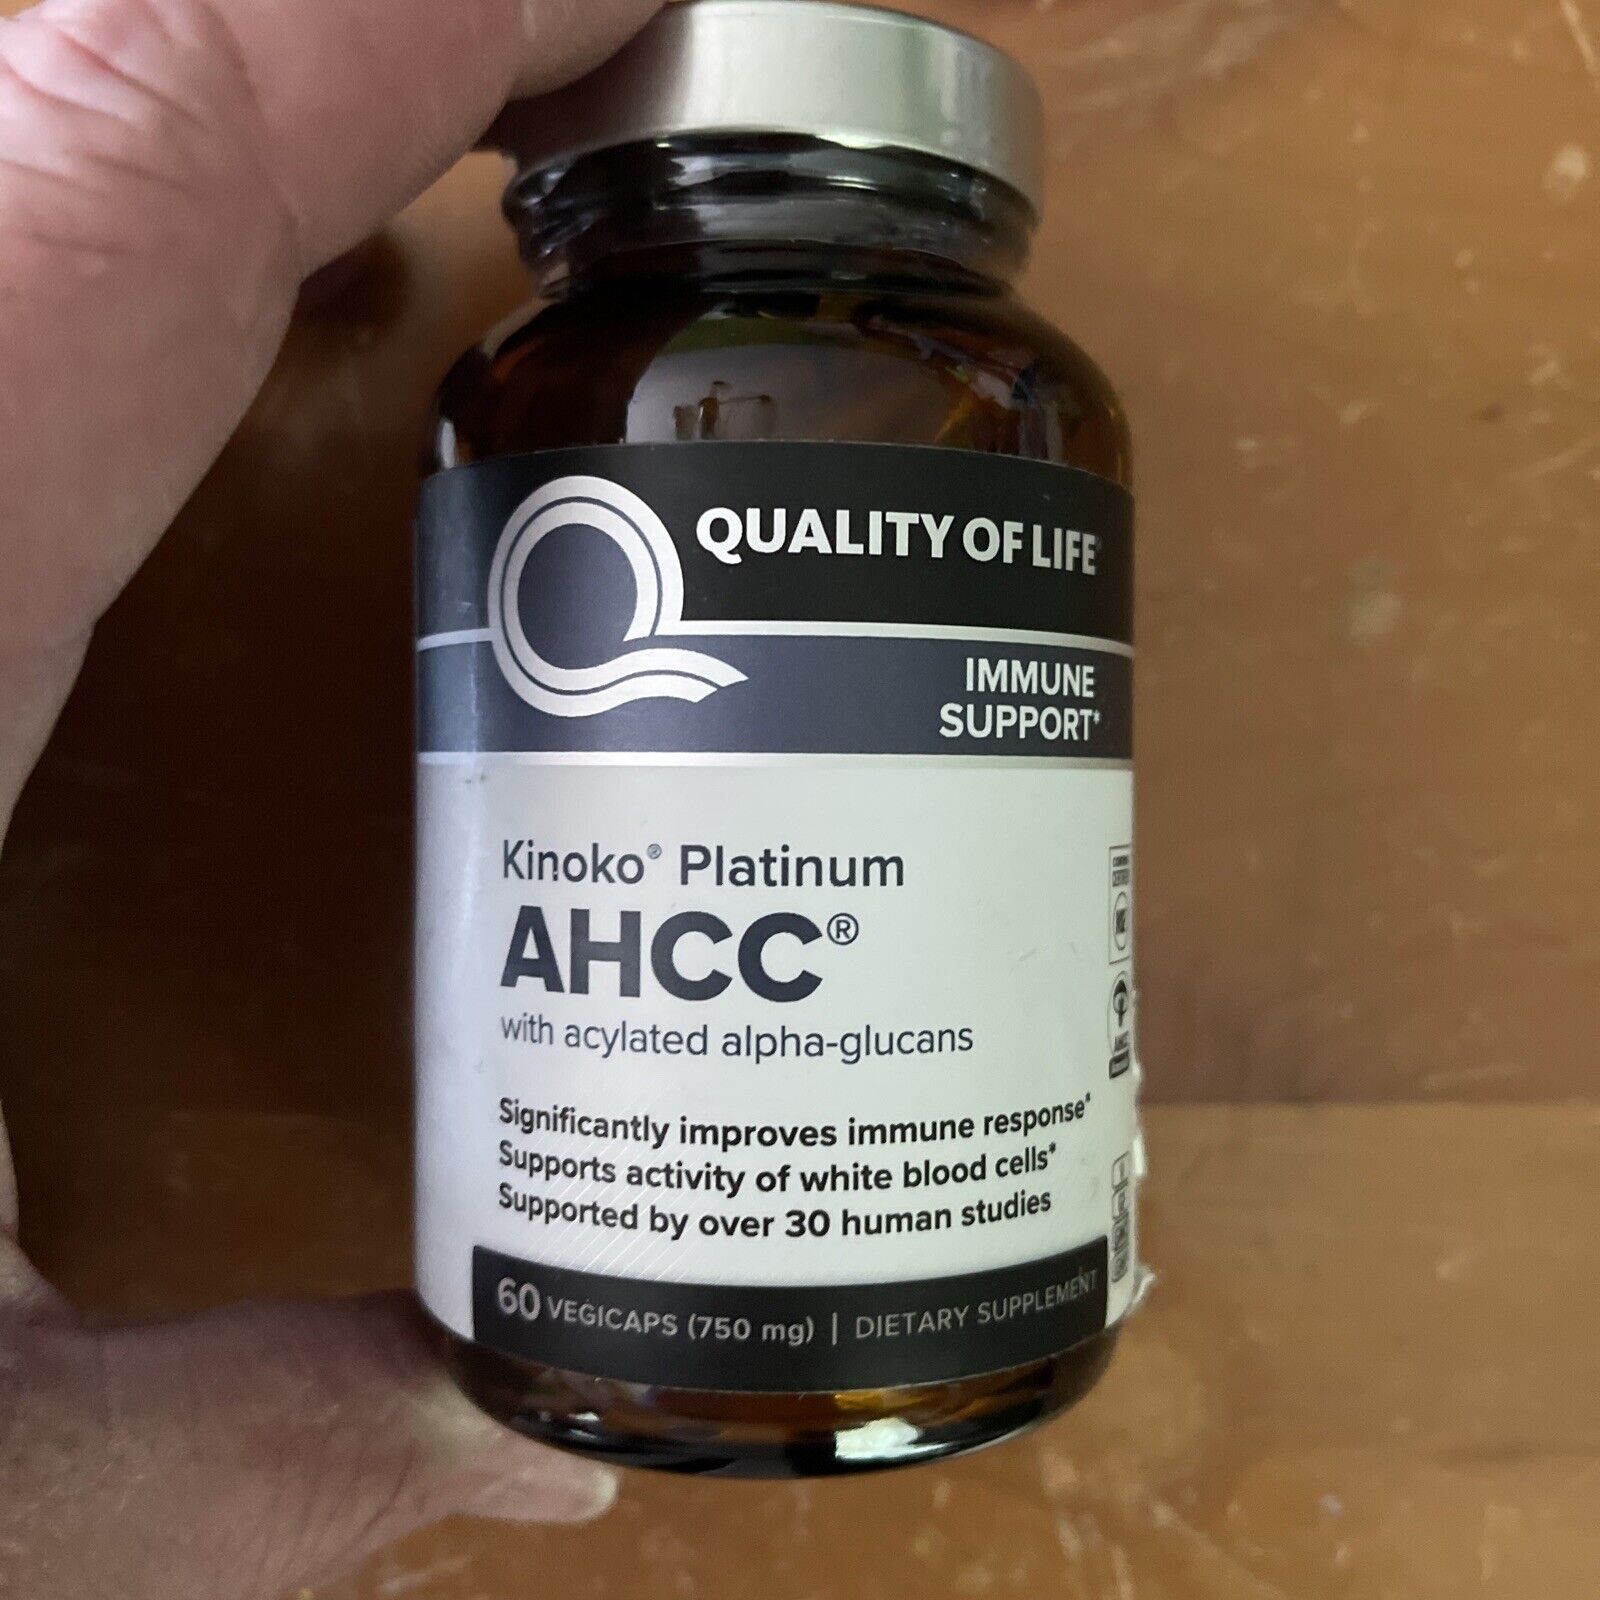 QUALITY OF LIFE
IMMUNE
SUPPORT*
Kinoko® Platinum
AHCC®
with acylated alpha-glucans
Significantly improves immune response*
Supports activity of white blood cells*
Supported by over 30 human studies
60 VEGICAPS (750 mg) | DIETARY SUPPLEMENT